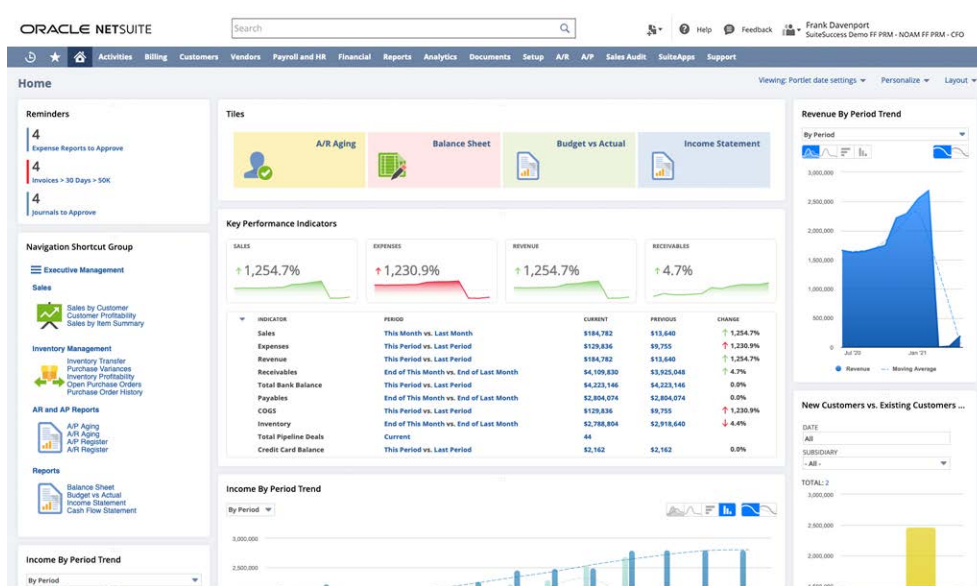 ORACLE NETSUITE
Search
Help
Feedback
Frank Davenport
SuiteSuccess Demo FF PRM - NOAM FF PRM - CFO
Activities Billing Customers Vendors Payroll and HR Financial Reports Analytics Documents Setup A/R A/P Sales Audit SuiteApps Support
Home
Viewing: Portlet date settings Personalize Layout
Reminders
4
Expense Reports to Approve
4
Invoices > 30 Days > 50K
4
Journals to Approve
Navigation Shortcut Group
Executive Management
Sales
Sales by Customer
Customer Profitability
Sales by Item Summary
Inventory Management
Inventory Transfer
Purchase Variances
Inventory Profitability
Open Purchase Orders
Purchase Order History
AR and AP Reports
A/P Aging
A/R Aging
A/P Register
A/R Register
Reports
Balance Sheet
Budget vs Actual
Income Statement
Cash Flow Statement
Income By Period Trend
By Period
Tiles
A/R Aging
Balance Sheet
Budget vs Actual
Income Statement
Key Performance Indicators
SALES
1,254.7%
EXPENSES
1,230.9%
REVENUE
1,254.7%
RECEIVABLES
4.7%
INDICATOR PERIOD CURRENT PREVIOUS CHANGE
Sales This Month vs. Last Month $184,782 $13,640 1,254.7%
Expenses This Period vs. Last Period $129,836 $9,755 1,230.9%
Revenue This Period vs. Last Period $184,782 $13,640 1,254.7%
Receivables End of This Month vs. End of Last Month $4,109,830 $3,925,048 4.7%
Total Bank Balance This Period vs. Last Period $4,223,146 $4,223,146 0.0%
Payables End of This Month vs. End of Last Month $2,804,074 $2,804,074 0.0%
COGS This Period vs. Last Period $129,836 $9,755 1,230.9%
Inventory End of This Month vs. End of Last Month $2,788,804 $2,918,640 4.4%
Total Pipeline Deals Current 44
Credit Card Balance This Period vs. Last Period $2,162 $2,162 0.0%
Income By Period Trend
By Period
3,000,000
2,500,000
Revenue By Period Trend
By Period
3,000,000
2,500,000
2,000,000
1,500,000
1,000,000
500,000
0
Jul '20 Jan '21
Revenue Moving Average
New Customers vs. Existing Customers ...
DATE
All
SUBSIDIARY
- All -
TOTAL: 2
3,000,000
2,500,000
2,000,000